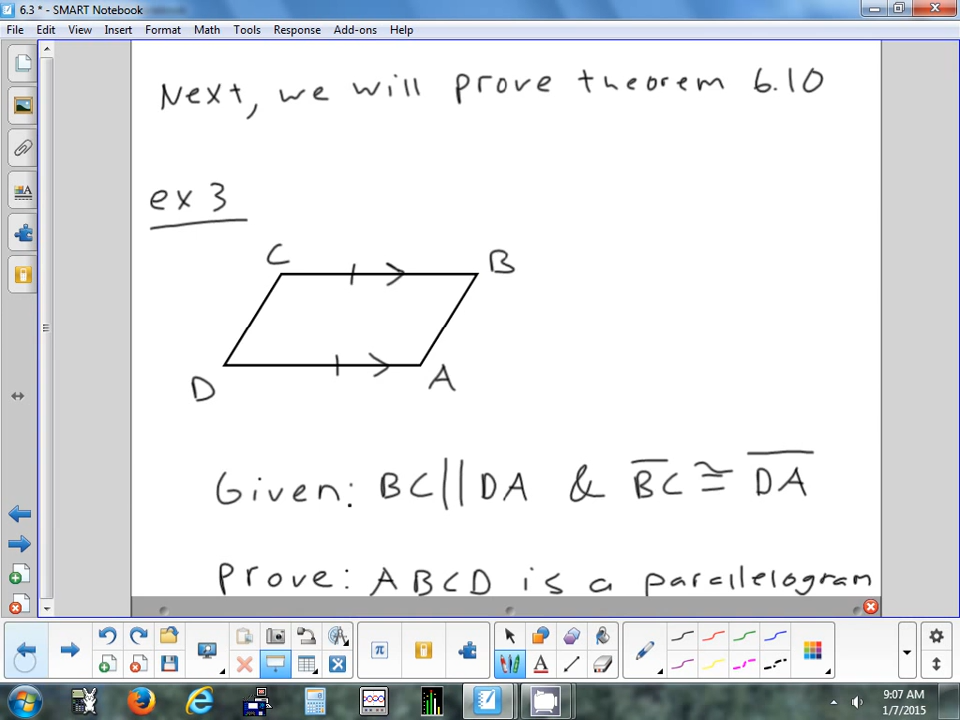 6.3 * - SMART Notebook
File Edit View Insert Format Math Tools Response Add-ons Help
Next, we will prove theorem 6.10
ex 3
C B
D A
Given: BC || DA & BC ≅ DA
Prove: ABCD is a parallelogram
9:07 AM
1/7/2015